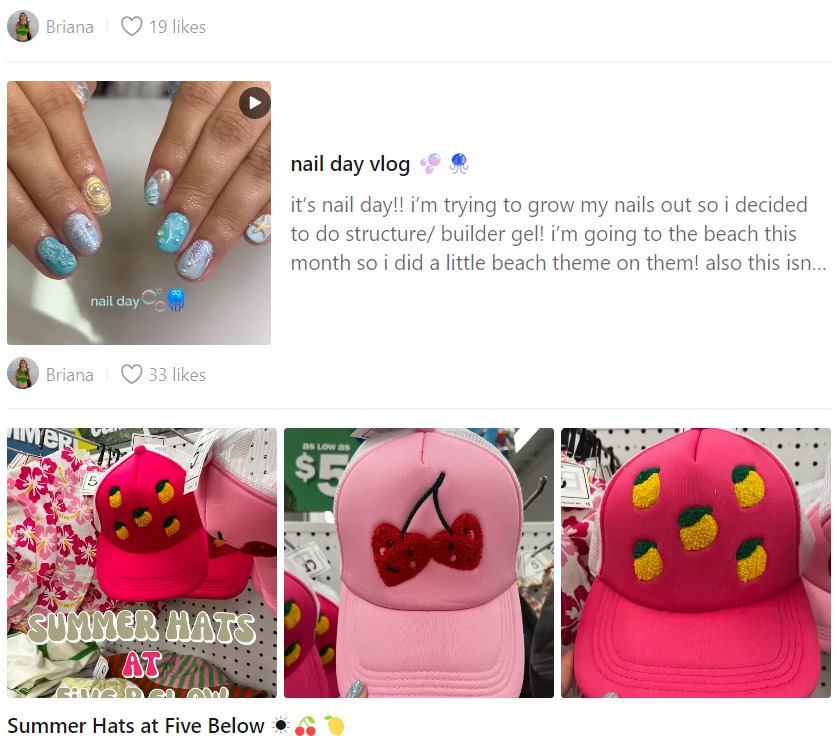 Briana
19 likes
nail day vlog 🫧 🪼
it’s nail day!! i’m trying to grow my nails out so i decided
to do structure/ builder gel! i’m going to the beach this
month so i did a little beach theme on them! also this isn...
nail day🫧🪼
Briana
33 likes
AS LOW AS
$5
SUMMER HATS
AT
FIVE BELOW
Summer Hats at Five Below ☀️🍒🍋